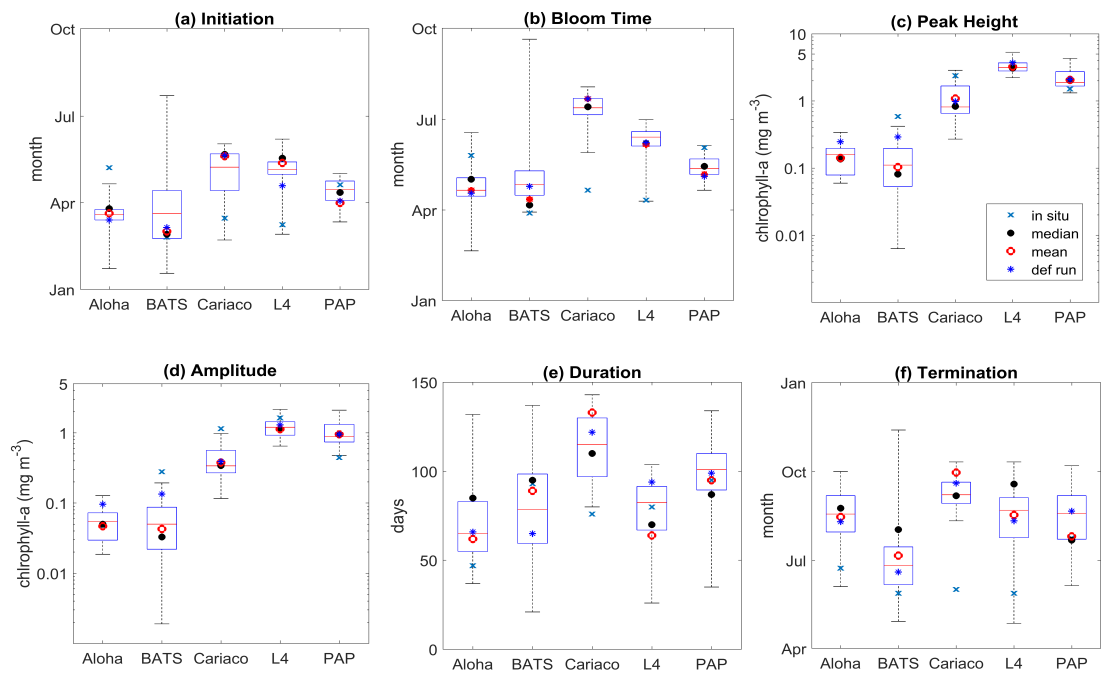 (a) Initiation
Oct
Jul
Apr
Jan
month
Aloha BATS Cariaco L4 PAP
(b) Bloom Time
Oct
Jul
Apr
Jan
month
Aloha BATS Cariaco L4 PAP
(c) Peak Height
10
1
0.1
0.01
chlrophyll-a (mg m-3)
in situ
median
mean
def run
Aloha BATS Cariaco L4 PAP
(d) Amplitude
5
1
0.1
0.01
chlrophyll-a (mg m-3)
Aloha BATS Cariaco L4 PAP
(e) Duration
150
100
50
0
days
Aloha BATS Cariaco L4 PAP
(f) Termination
Jan
Oct
Jul
Apr
month
Aloha BATS Cariaco L4 PAP